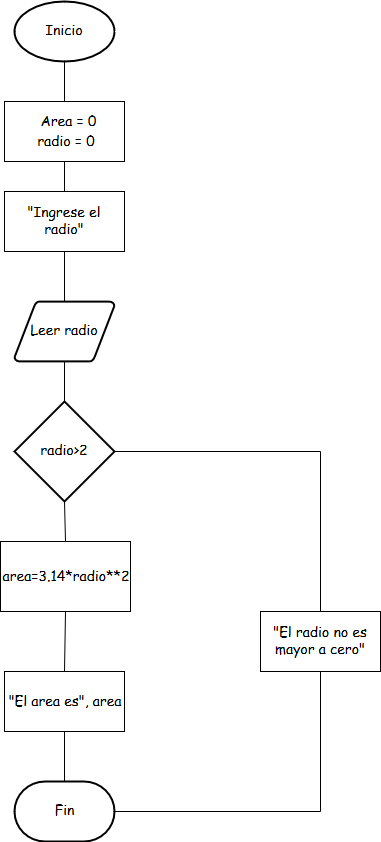 Inicio
Area = 0
radio = 0
"Ingrese el
radio"
Leer radio
radio>2
area=3.14*radio**2
"El radio no es
mayor a cero"
"El area es", area
Fin